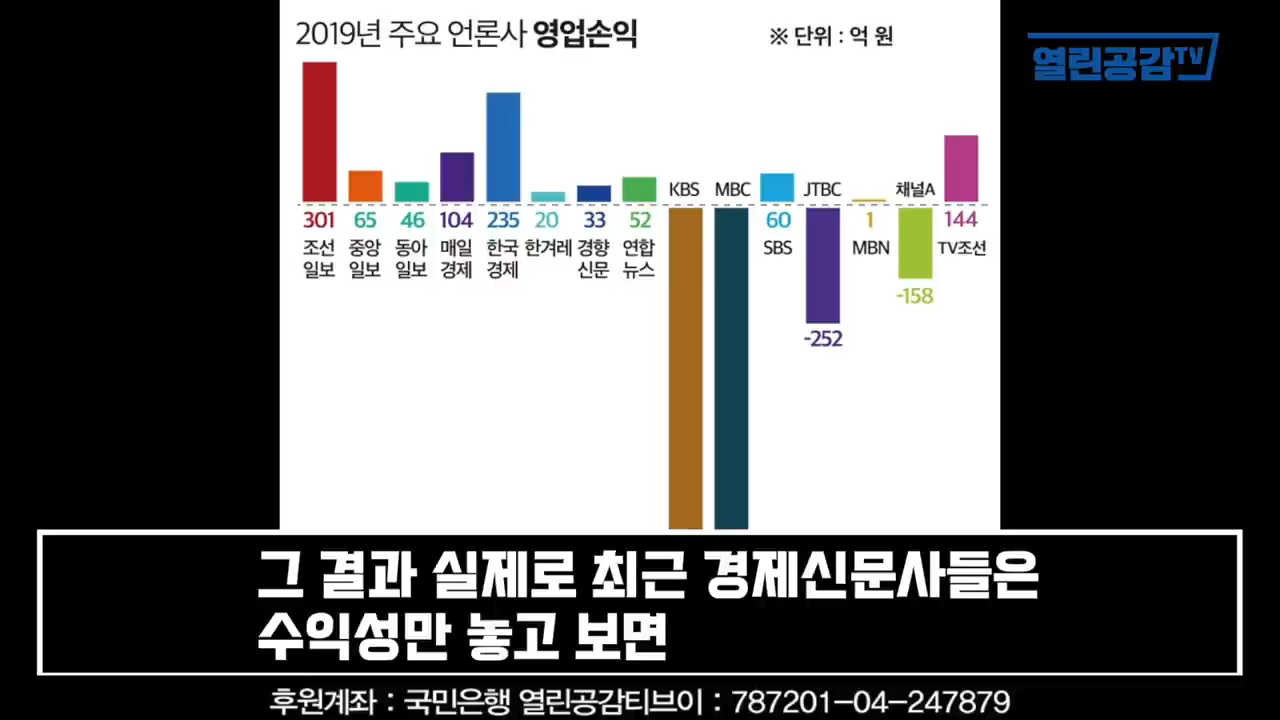 2019년 주요 언론사 영업손익
※ 단위 : 억 원
열린공감TV
KBS
MBC
JTBC
채널A
301
65
46
104
235
20
33
52
60
1
144
조선
일보
중앙
일보
동아
일보
매일
경제
한국
경제
한겨레
경향
신문
연합
뉴스
SBS
MBN
TV조선
-158
-252
그 결과 실제로 최근 경제신문사들은
수익성만 놓고 보면
후원계좌 : 국민은행 열린공감티브이 : 787201-04-247879